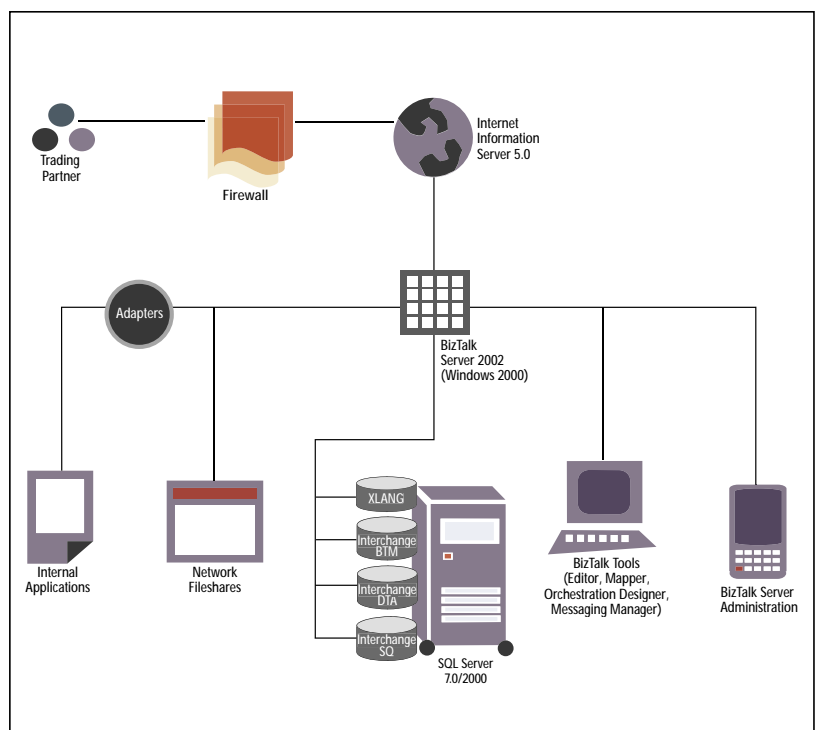 Trading
Partner
Firewall
Internet
Information
Server 5.0
Adapters
BizTalk
Server 2002
(Windows 2000)
Internal
Applications
Network
Fileshares
XLANG
Interchange
BTM
Interchange
DTA
Interchange
SQ
SQL Server
7.0/2000
BizTalk Tools
(Editor, Mapper,
Orchestration Designer,
Messaging Manager)
BizTalk Server
Administration